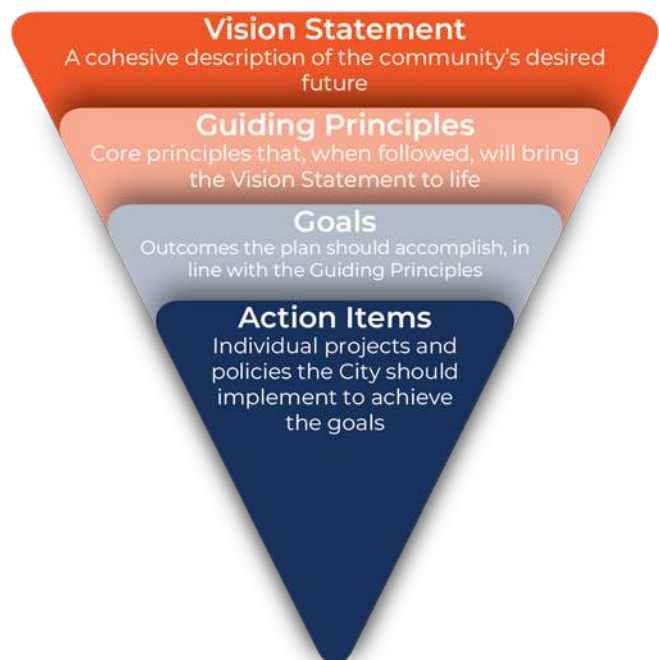 Vision Statement
A cohesive description of the community’s desired
future
Guiding Principles
Core principles that, when followed, will bring
the Vision Statement to life
Goals
Outcomes the plan should accomplish, in
line with the Guiding Principles
Action Items
Individual projects and
policies the City should
implement to achieve
the goals